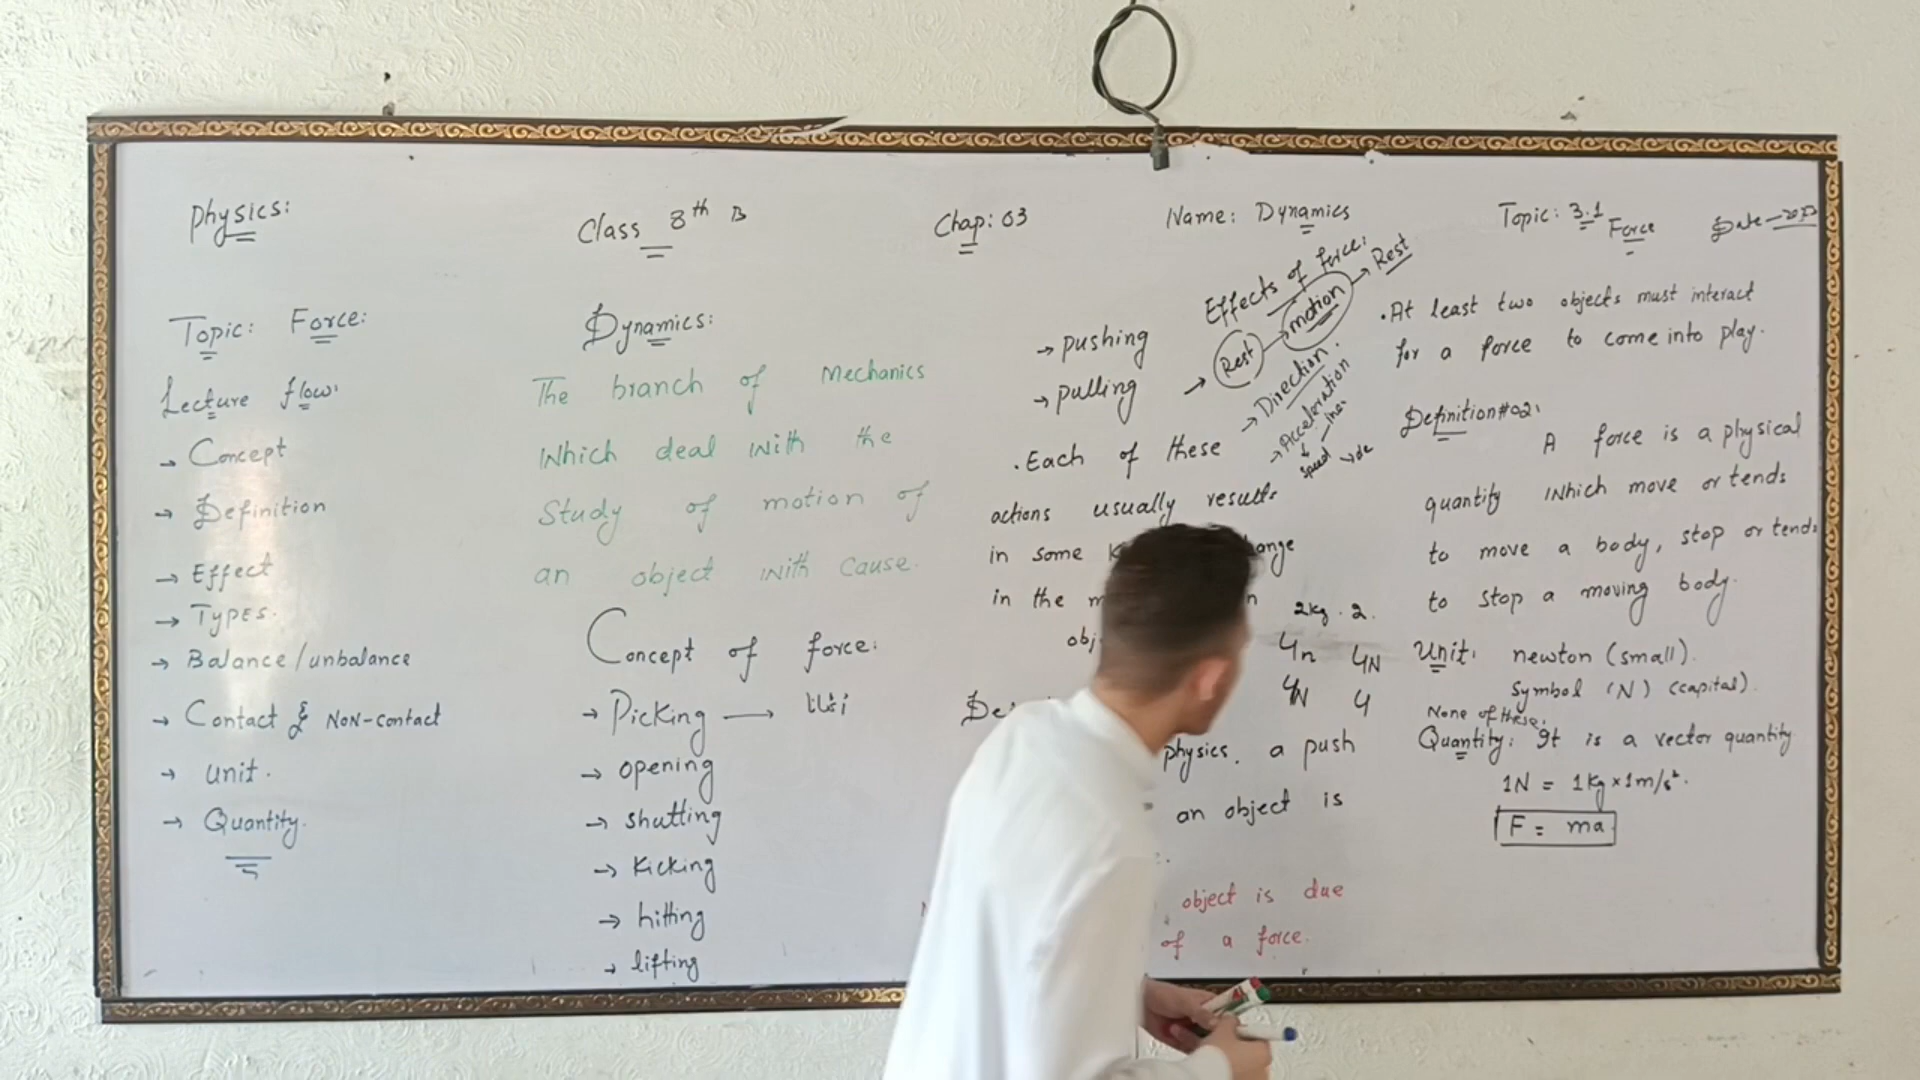 Physics:
Class 8th B
Chap: 03
Name: Dynamics
Topic: 3.1 Force
Topic: Force:
Lecture flow:
→ Concept
→ Definition
→ Effect
→ Types.
→ Balance/unbalance
→ Contact & Non-contact
→ unit.
→ Quantity.
Dynamics:
The branch of Mechanics
Which deal with the
Study of motion of
an object with cause.
Concept of force:
→ Picking →
→ opening
→ shutting
→ Kicking
→ hitting
→ lifting
→ pushing
→ pulling
. Each of these
actions usually results
in some
in the
physics. a push
an object is
object is due
of a force.
Effects of force:
→ Rest → motion → Rest
→ Direction.
→ Acceleration
speed
2kg . 2.
4n 4N
4N 4
. At least two objects must interact
for a force to come into play.
Definition#02:
A force is a physical
quantity which move or tends
to move a body, stop or tends
to stop a moving body.
Unit: newton (small).
Symbol (N) (capital).
None of these.
Quantity: It is a vector quantity
1N = 1kg × 1m/s².
F = ma